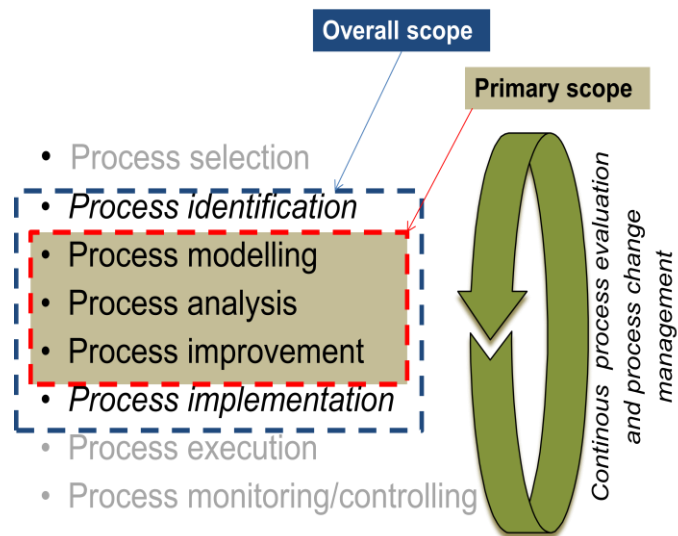 Overall scope
Primary scope
• Process selection
• Process identification
• Process modelling
• Process analysis
• Process improvement
• Process implementation
• Process execution
• Process monitoring/controlling
Continous process evaluation
and process change
management